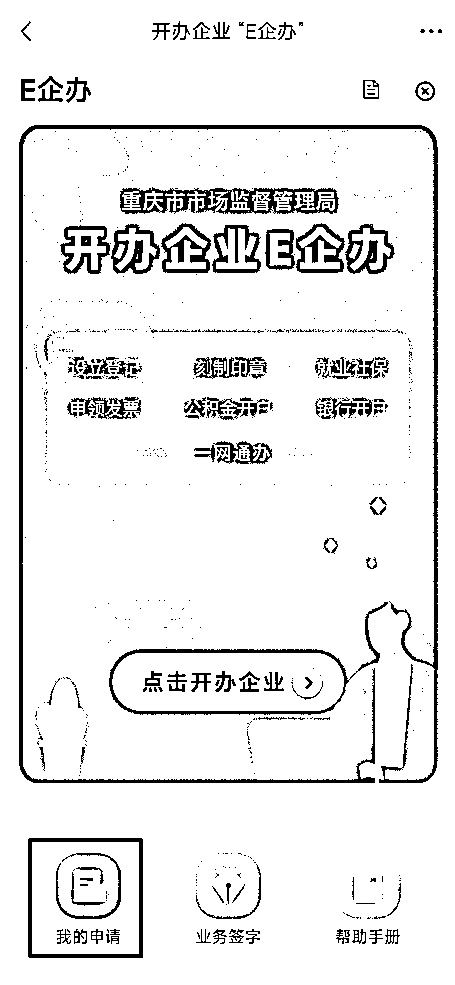 开办企业 “E企办”
E企办
重庆市市场监督管理局
开办企业E企办
设立登记 刻制印章 就业社保
申领发票 公积金开户 银行开户
一网通办
点击开办企业
我的申请 业务签字 帮助手册